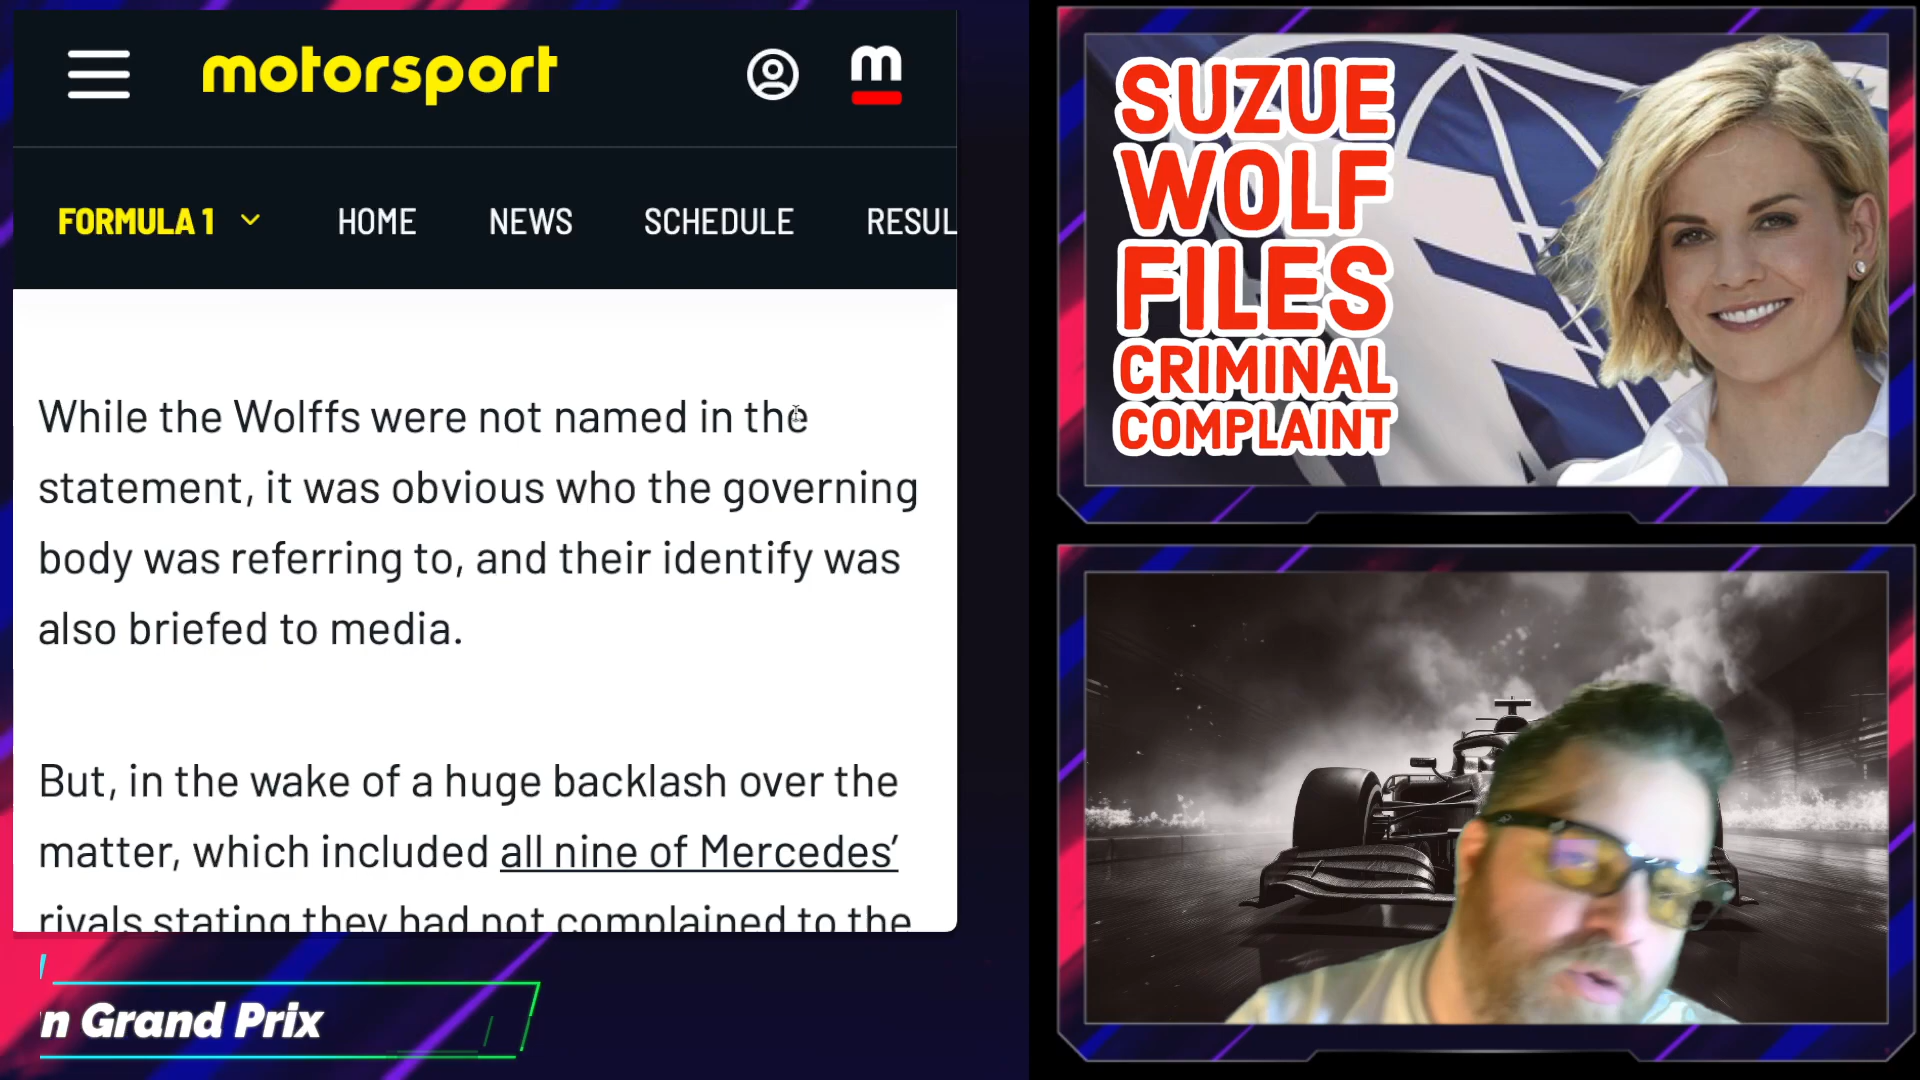 motorsport
m
FORMULA 1 HOME NEWS SCHEDULE RESUL
While the Wolffs were not named in the
statement, it was obvious who the governing
body was referring to, and their identify was
also briefed to media.
But, in the wake of a huge backlash over the
matter, which included all nine of Mercedes’
rivals stating they had not complained to the
n Grand Prix
SUZUE
WOLF
FILES
CRIMINAL
COMPLAINT